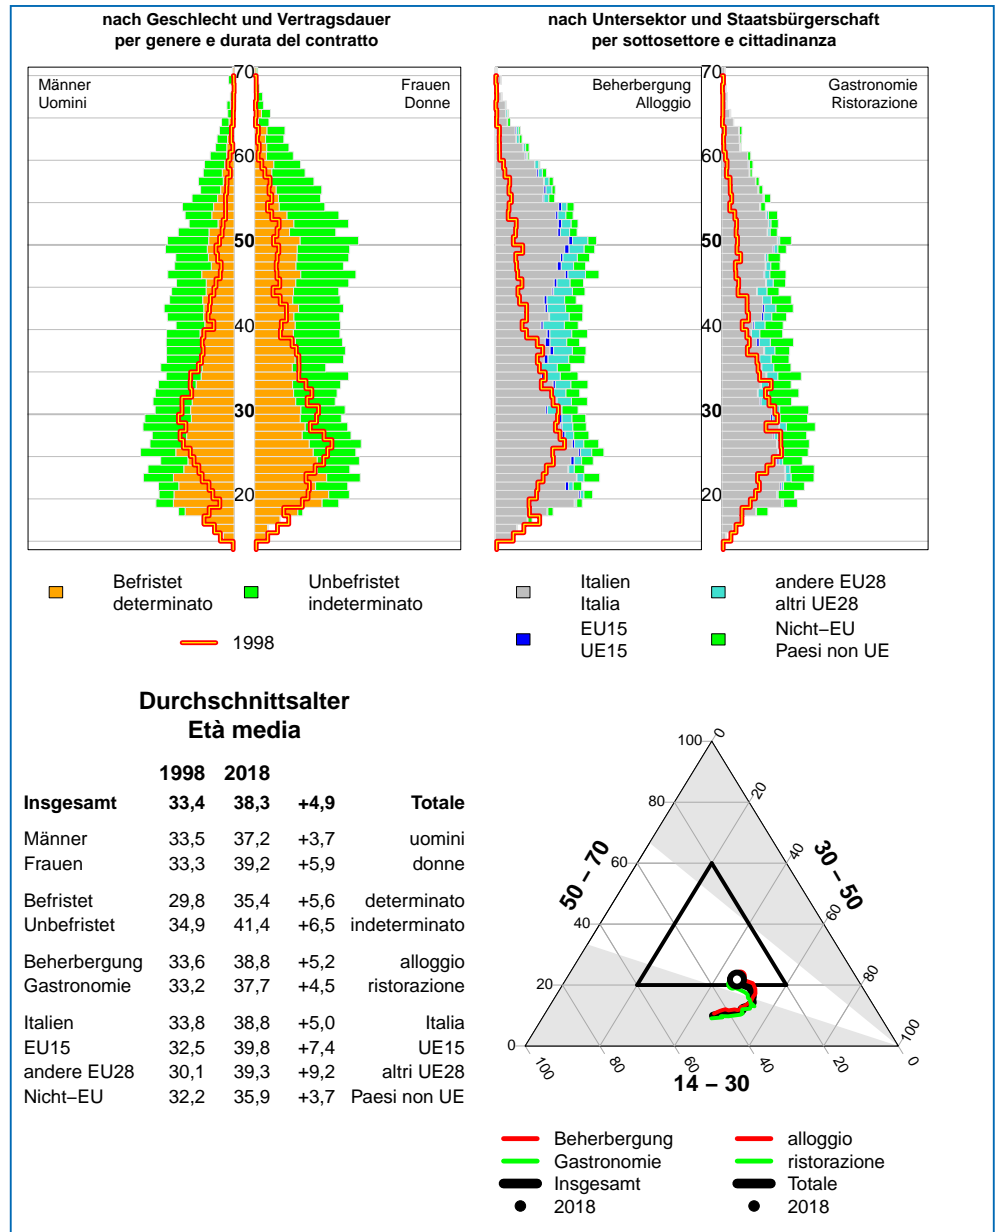 nach Geschlecht und Vertragsdauer
per genere e durata del contratto
Männer
Uomini
Frauen
Donne
70
60
50
40
30
20
Befristet
determinato
Unbefristet
indeterminato
1998
nach Untersektor und Staatsbürgerschaft
per sottosettore e cittadinanza
Beherbergung
Alloggio
Gastronomie
Ristorazione
70
60
50
40
30
20
Italien
Italia
andere EU28
altri UE28
EU15
UE15
Nicht–EU
Paesi non UE
Durchschnittsalter
Età media
1998 2018
Insgesamt 33,4 38,3 +4,9 Totale
Männer 33,5 37,2 +3,7 uomini
Frauen 33,3 39,2 +5,9 donne
Befristet 29,8 35,4 +5,6 determinato
Unbefristet 34,9 41,4 +6,5 indeterminato
Beherbergung 33,6 38,8 +5,2 alloggio
Gastronomie 33,2 37,7 +4,5 ristorazione
Italien 33,8 38,8 +5,0 Italia
EU15 32,5 39,8 +7,4 UE15
andere EU28 30,1 39,3 +9,2 altri UE28
Nicht–EU 32,2 35,9 +3,7 Paesi non UE
100
80
60
40
20
0
50 – 70
0
20
40
60
80
100
30 – 50
100
80
60
40
20
0
14 – 30
Beherbergung alloggio
Gastronomie ristorazione
Insgesamt Totale
2018 2018